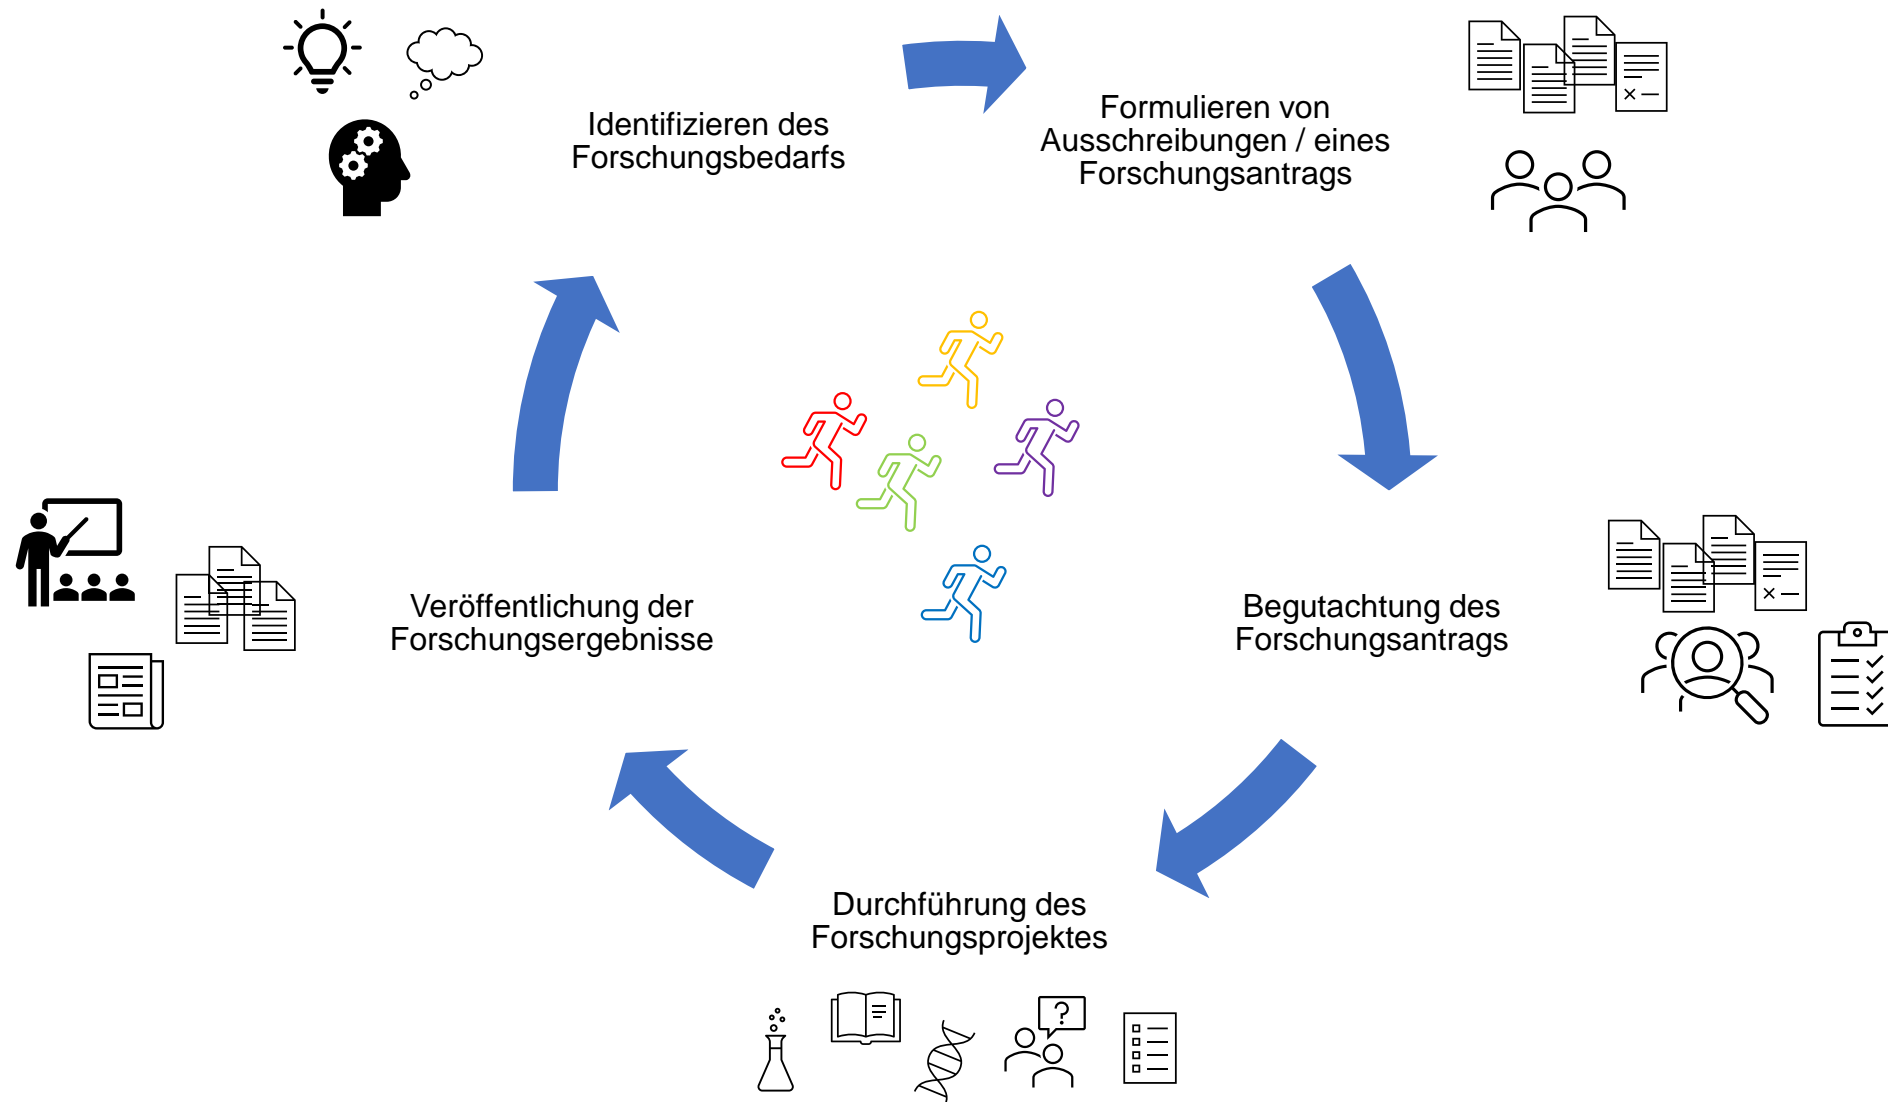 Identifizieren des
Forschungsbedarfs
Formulieren von
Ausschreibungen / eines
Forschungsantrags
Begutachtung des
Forschungsantrags
Durchführung des
Forschungsprojektes
?
Veröffentlichung der
Forschungsergebnisse